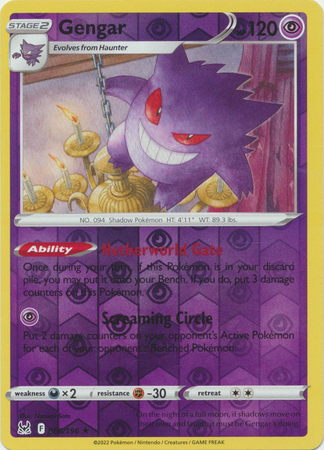 STAGE 2
Gengar
120
Evolves from Haunter
NO. 094 Shadow Pokémon HT: 4'11" WT: 89.3 lbs.
Ability Netherworld Gate
Once during your turn, if this Pokémon is in your discard
pile, you may put it onto your Bench. If you do, put 3 damage
counters on this Pokémon.
Screaming Circle
Put 2 damage counters on your opponent's Active Pokémon
for each of your opponent's Benched Pokémon.
weakness ×2 resistance -30 retreat
Illus.
F /196 ★
On the night of a full moon, if shadows move on
their own and laugh, it must be Gengar's doing.
©2022 Pokémon / Nintendo / Creatures / GAME FREAK